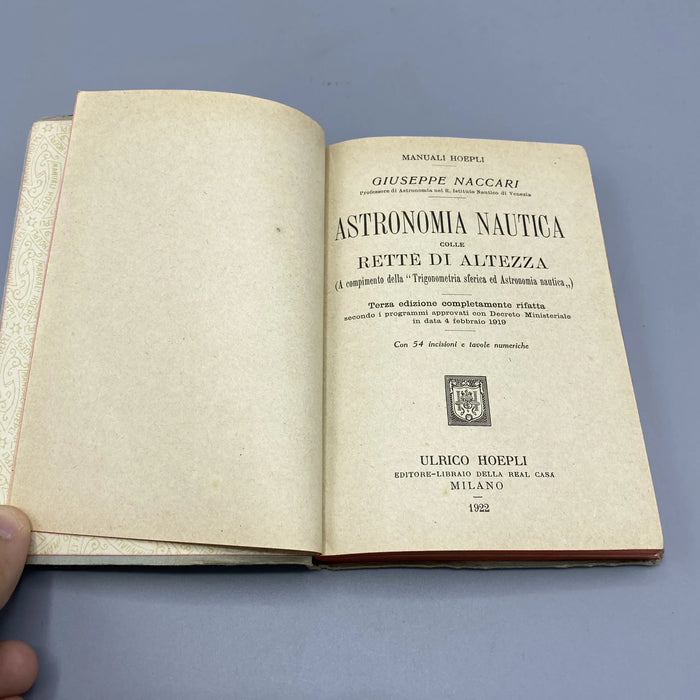 MANUALI HOEPLI
GIUSEPPE NACCARI
Professore di Astronomia nel R. Istituto Nautico di Venezia
ASTRONOMIA NAUTICA
COLLE
RETTE DI ALTEZZA
(A compimento della "Trigonometria sferica ed Astronomia nautica„)
Terza edizione completamente rifatta
secondo i programmi approvati con Decreto Ministeriale
in data 4 febbraio 1919
Con 54 incisioni e tavole numeriche
ULRICO HOEPLI
EDITORE-LIBRAIO DELLA REAL CASA
MILANO
1922